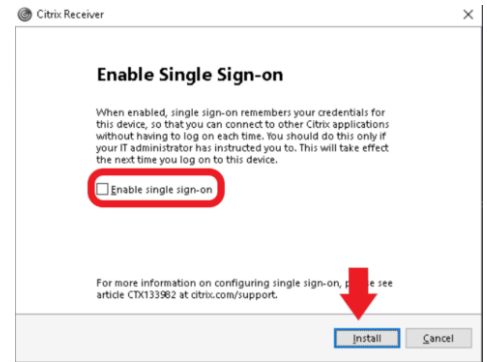 Citrix Receiver
Enable Single Sign-on
When enabled, single sign-on remembers your credentials for
this device, so that you can connect to other Citrix applications
without having to log on each time. You should do this only if
your IT administrator has instructed you to. This will take effect
the next time you log on to this device.
Enable single sign-on
For more information on configuring single sign-on, see
article CTX133982 at citrix.com/support.
Install
Cancel